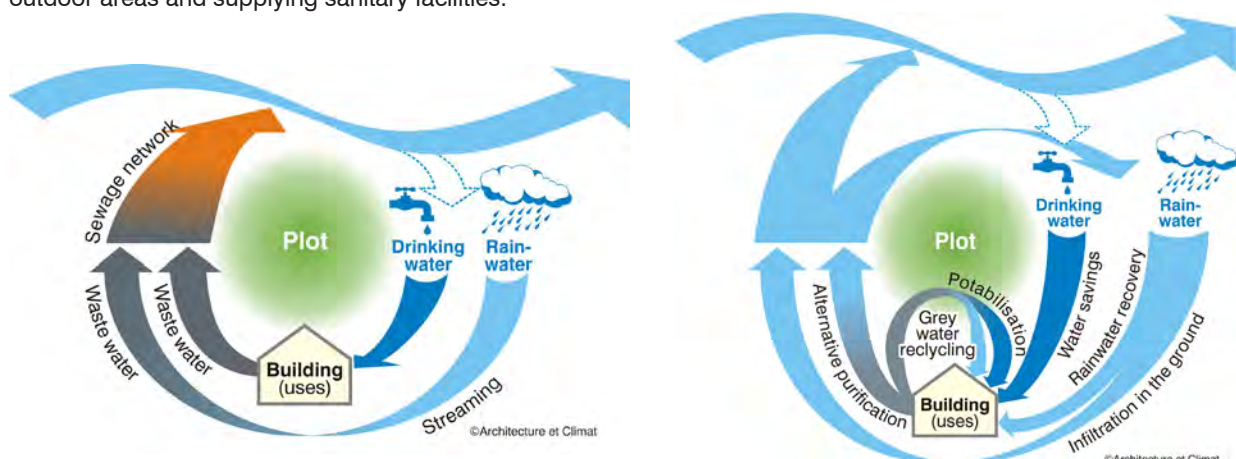 outdoor areas and supplying sanitary facilities.
Sewage network
Plot
Drinking
water
Rain-
water
Waste water
Waste water
Building
(uses)
Streaming
©Architecture et Climat
Plot
Drinking
water
Rain-
water
Potabilisation
Grey
water
reclycling
Water savings
Rainwater recovery
Infiltration in the ground
Alternative purification
Building
(uses)
©Architecture et Climat